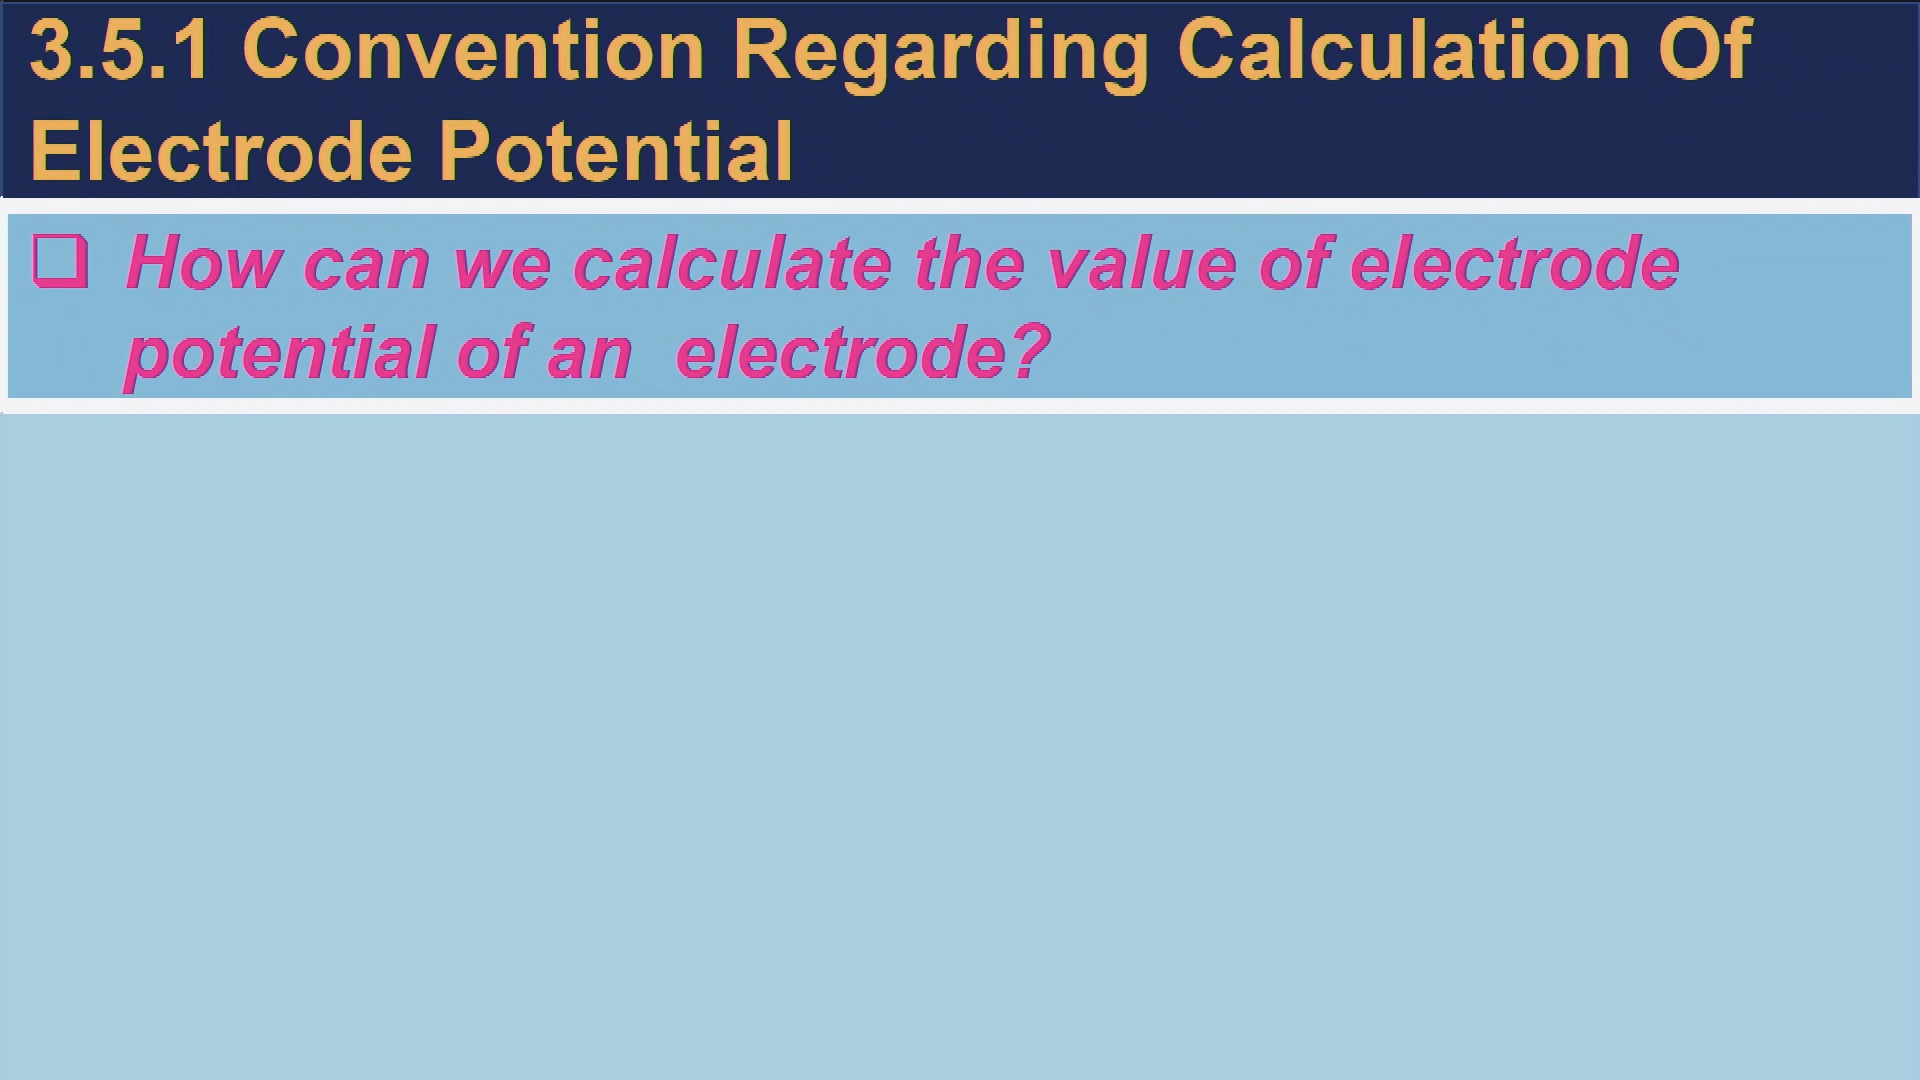 3.5.1 Convention Regarding Calculation Of
Electrode Potential
❑ How can we calculate the value of electrode
potential of an  electrode?